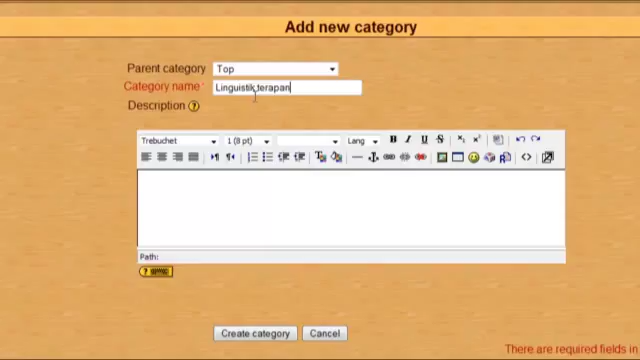 Add new category
Parent category Top
Category name* Linguistik terapan
Description ?
Trebuchet 1 (8 pt) Lang B I U S
Path:
?
Create category Cancel
There are required fields in